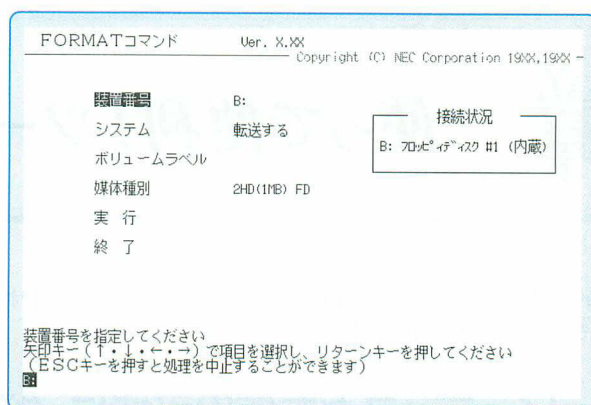 FORMATコマンド Ver. X.XX
Copyright (C) NEC Corporation 19XX,19XX
装置番号 B:
システム 転送する
ボリュームラベル
媒体種別 2HD(1MB) FD
実 行
終 了
接続状況
B: フロッピィディスク #1 (内蔵)
装置番号を指定してください
矢印キー(↑・↓・←・→)で項目を選択し、リターンキーを押してください
(ESCキーを押すと処理を中止することができます)
B: